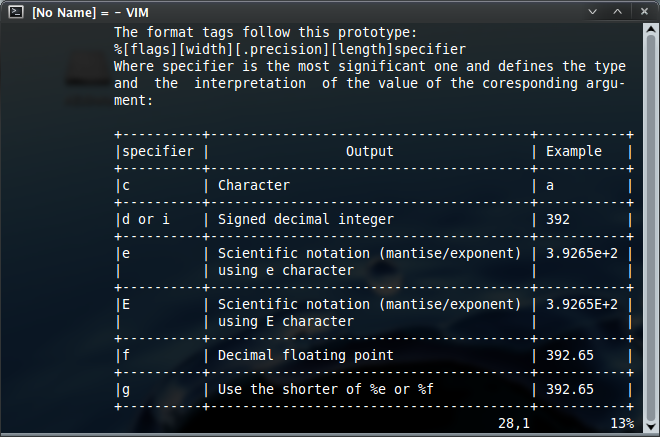 [No Name] = - VIM
The format tags follow this prototype:
%[flags][width][.precision][length]specifier
Where specifier is the most significant one and defines the type
and  the  interpretation  of the value of the coresponding argu-
ment:
+----------+---------------------------------------+-----------+
|specifier |                Output                 | Example   |
+----------+---------------------------------------+-----------+
|c         | Character                             | a         |
+----------+---------------------------------------+-----------+
|d or i    | Signed decimal integer                | 392       |
+----------+---------------------------------------+-----------+
|e         | Scientific notation (mantise/exponent) | 3.9265e+2 |
|          | using e character                     |           |
+----------+---------------------------------------+-----------+
|E         | Scientific notation (mantise/exponent) | 3.9265E+2 |
|          | using E character                     |           |
+----------+---------------------------------------+-----------+
|f         | Decimal floating point                | 392.65    |
+----------+---------------------------------------+-----------+
|g         | Use the shorter of %e or %f           | 392.65    |
+----------+---------------------------------------+-----------+
28,1          13%